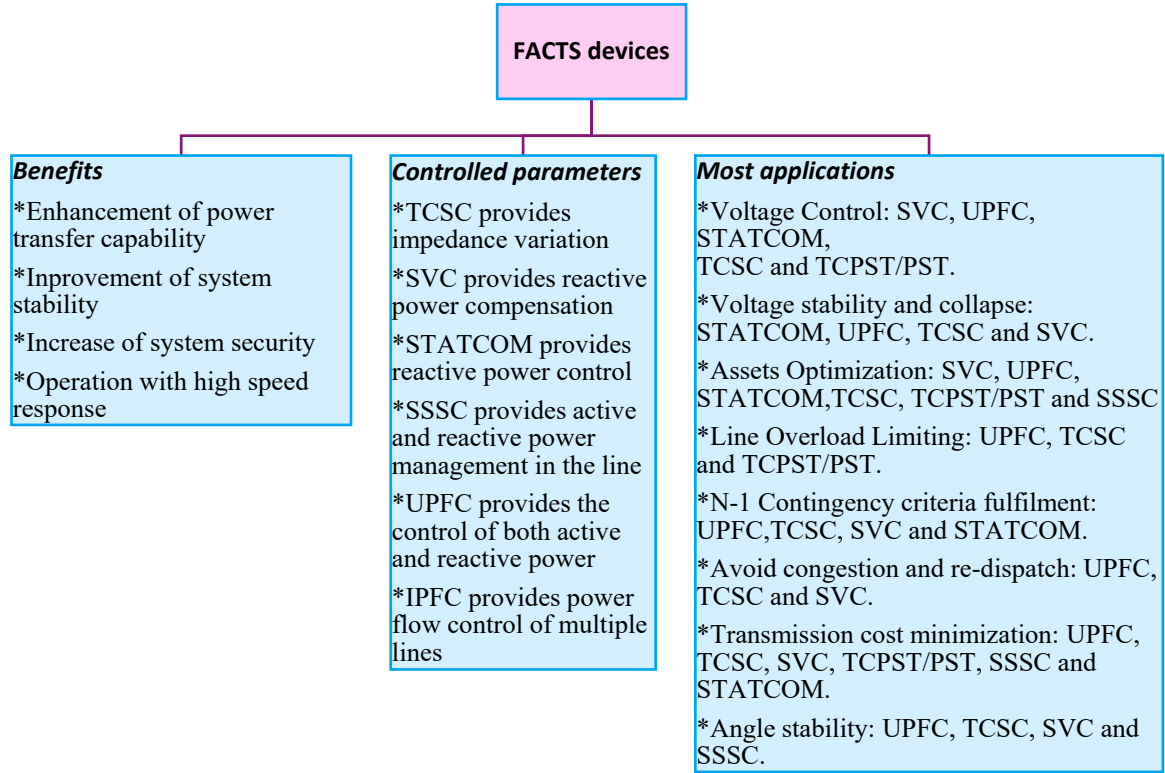 FACTS devices
Benefits
*Enhancement of power
transfer capability
*Inprovement of system
stability
*Increase of system security
*Operation with high speed
response
Controlled parameters
*TCSC provides
impedance variation
*SVC provides reactive
power compensation
*STATCOM provides
reactive power control
*SSSC provides active
and reactive power
management in the line
*UPFC provides the
control of both active
and reactive power
*IPFC provides power
flow control of multiple
lines
Most applications
*Voltage Control: SVC, UPFC,
STATCOM,
TCSC and TCPST/PST.
*Voltage stability and collapse:
STATCOM, UPFC, TCSC and SVC.
*Assets Optimization: SVC, UPFC,
STATCOM,TCSC, TCPST/PST and SSSC
*Line Overload Limiting: UPFC, TCSC
and TCPST/PST.
*N-1 Contingency criteria fulfilment:
UPFC,TCSC, SVC and STATCOM.
*Avoid congestion and re-dispatch: UPFC,
TCSC and SVC.
*Transmission cost minimization: UPFC,
TCSC, SVC, TCPST/PST, SSSC and
STATCOM.
*Angle stability: UPFC, TCSC, SVC and
SSSC.